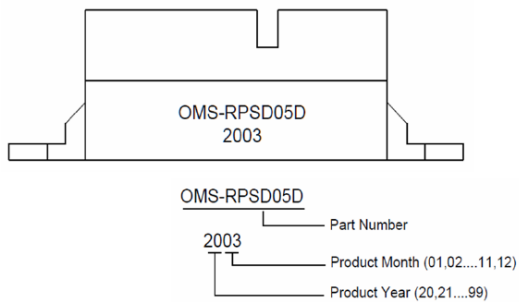 OMS-RPSD05D
2003
OMS-RPSD05D
Part Number
2003
Product Month (01,02....11,12)
Product Year (20,21....99)